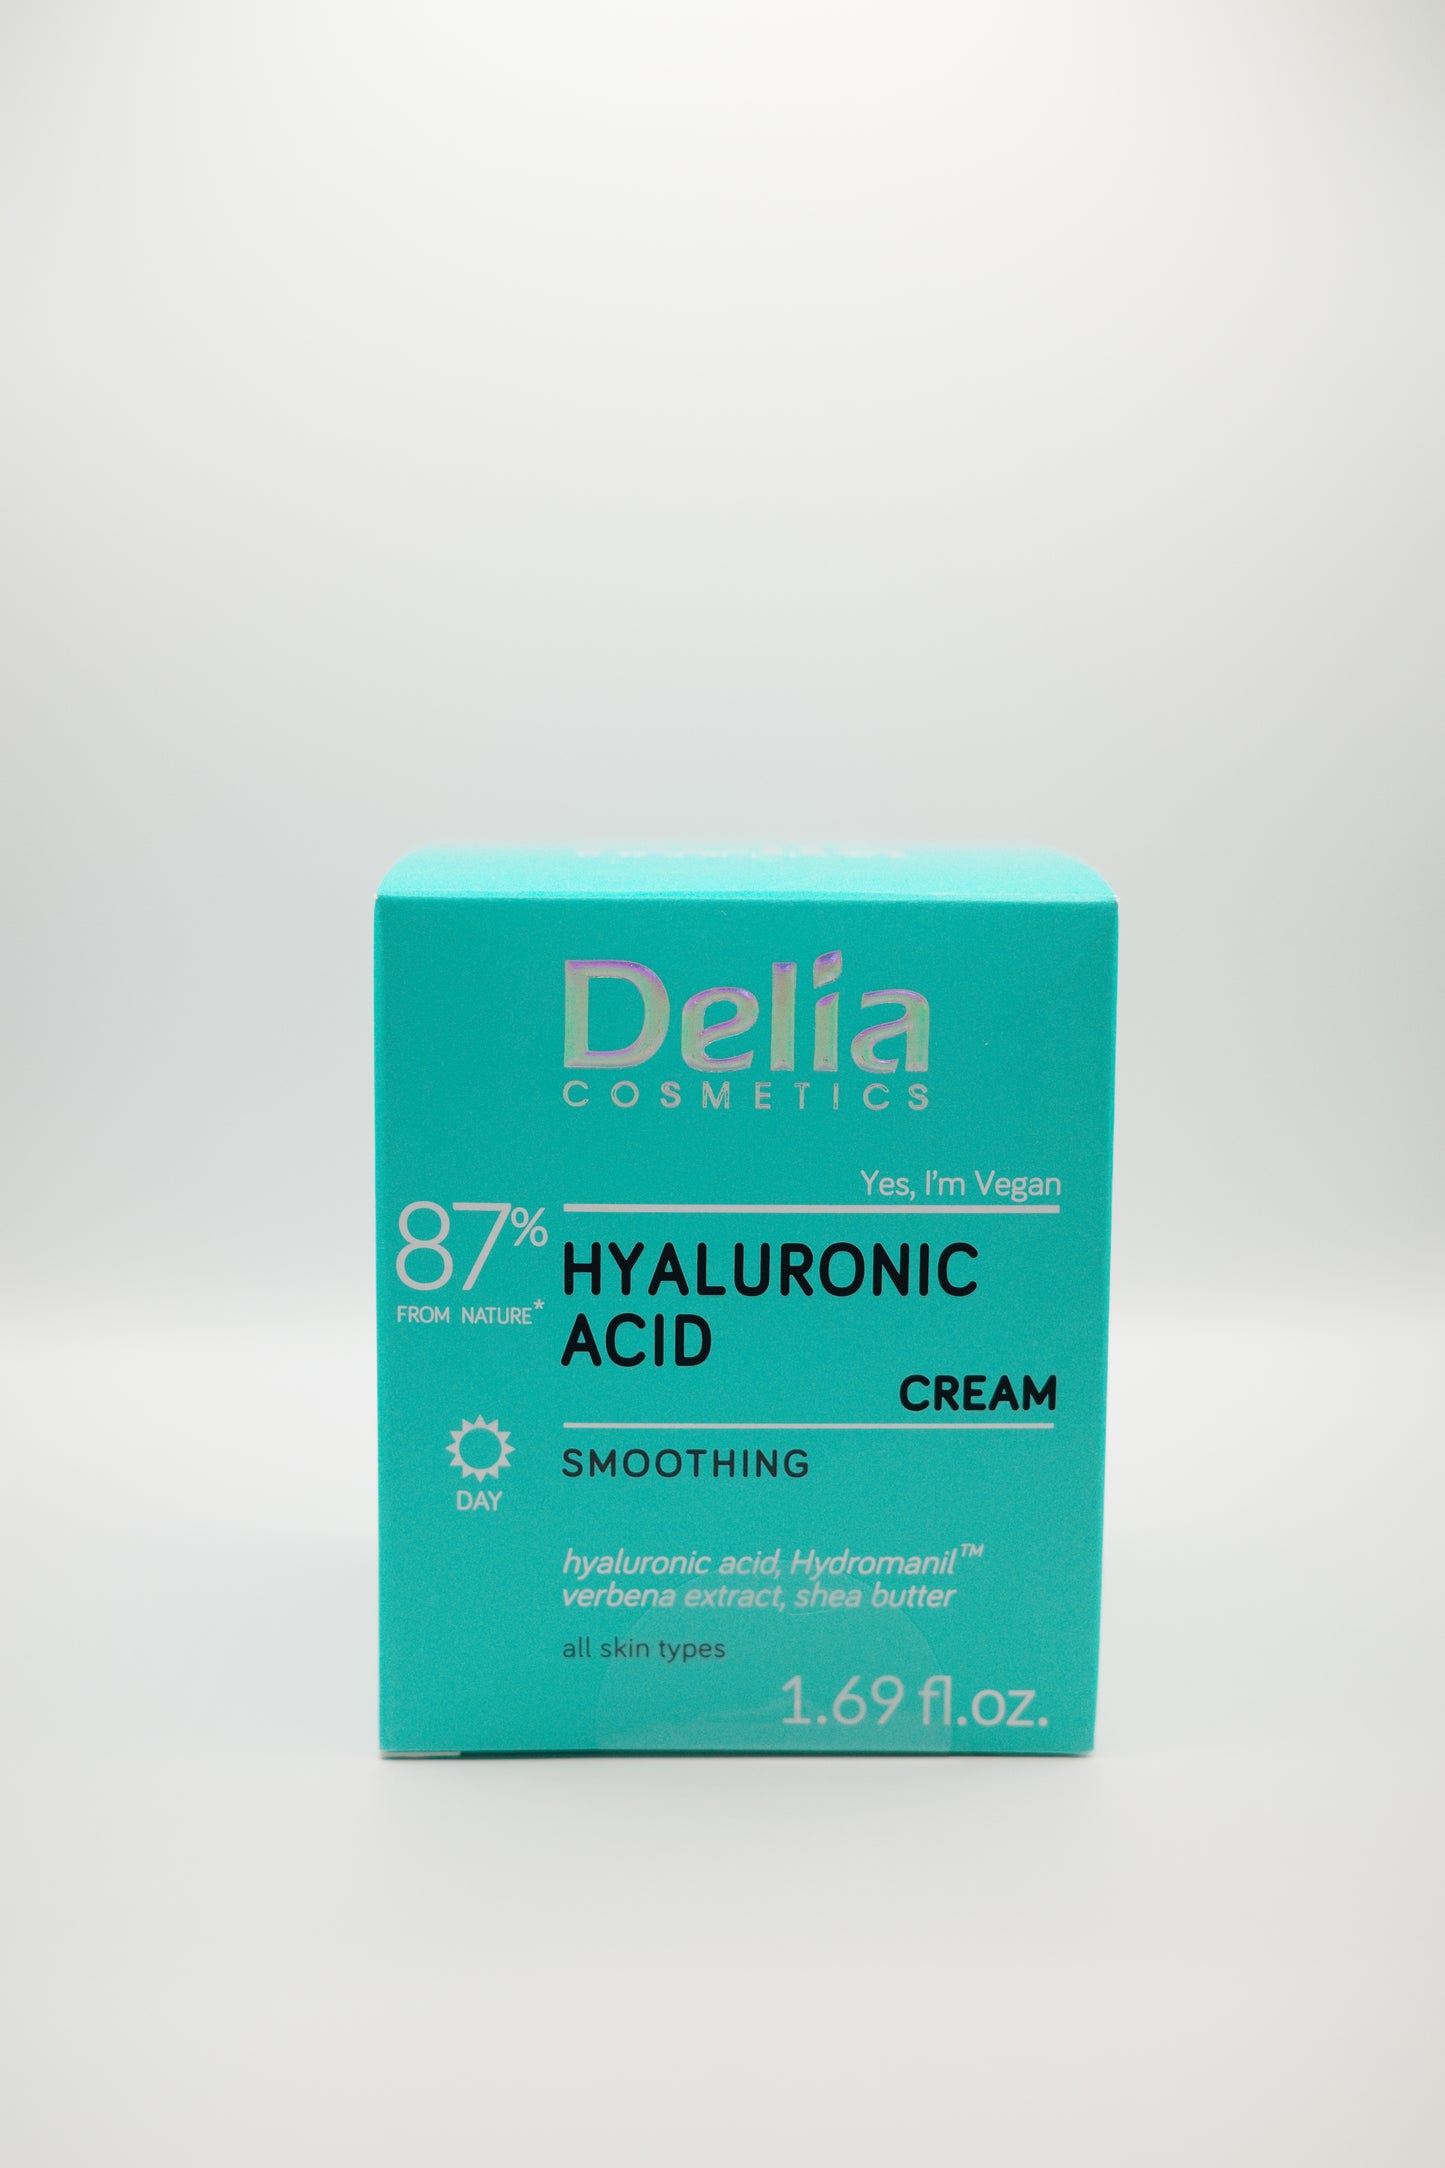 Delia
COSMETICS
Yes, I'm Vegan
87%
FROM NATURE*
HYALURONIC
ACID
CREAM
DAY
SMOOTHING
hyaluronic acid, Hydromanil™
verbena extract, shea butter
all skin types
1.69 fl.oz.